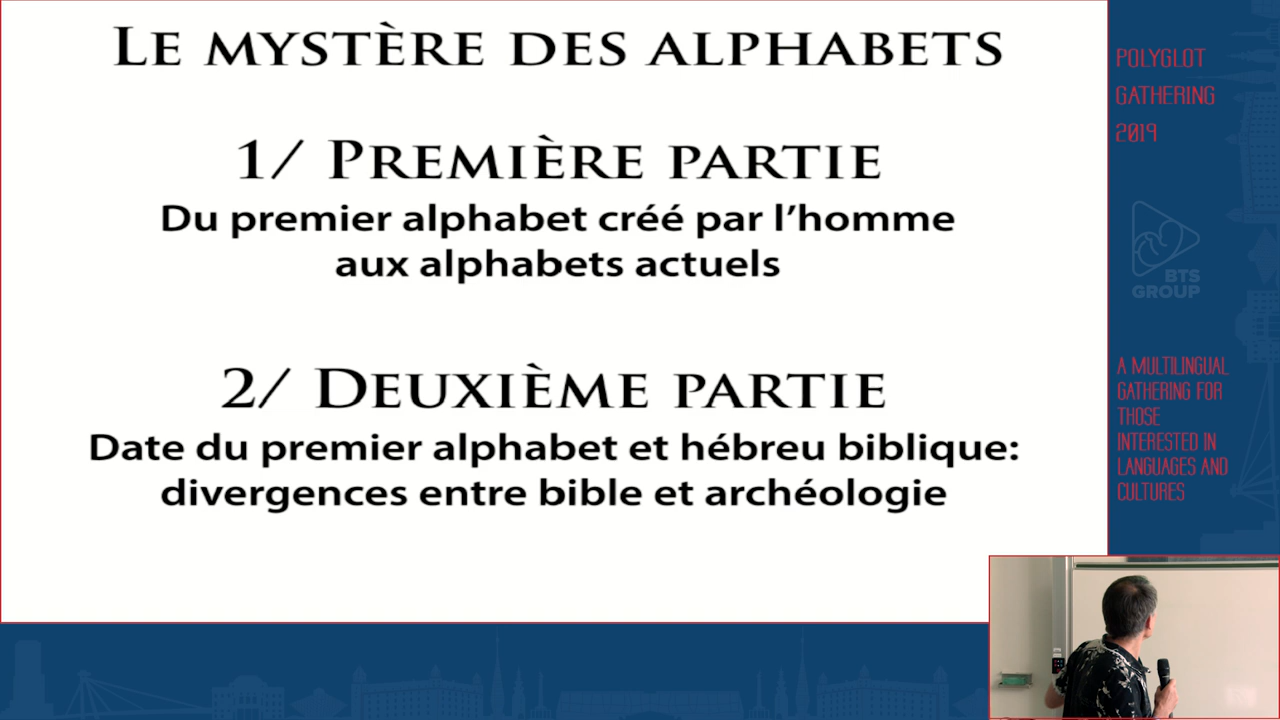 LE MYSTÈRE DES ALPHABETS
1/ PREMIÈRE PARTIE
Du premier alphabet créé par l’homme
aux alphabets actuels
2/ DEUXIÈME PARTIE
Date du premier alphabet et hébreu biblique:
divergences entre bible et archéologie
POLYGLOT
GATHERING
2019
BTS
GROUP
A MULTILINGUAL
GATHERING FOR
THOSE
INTERESTED IN
LANGUAGES AND
CULTURES